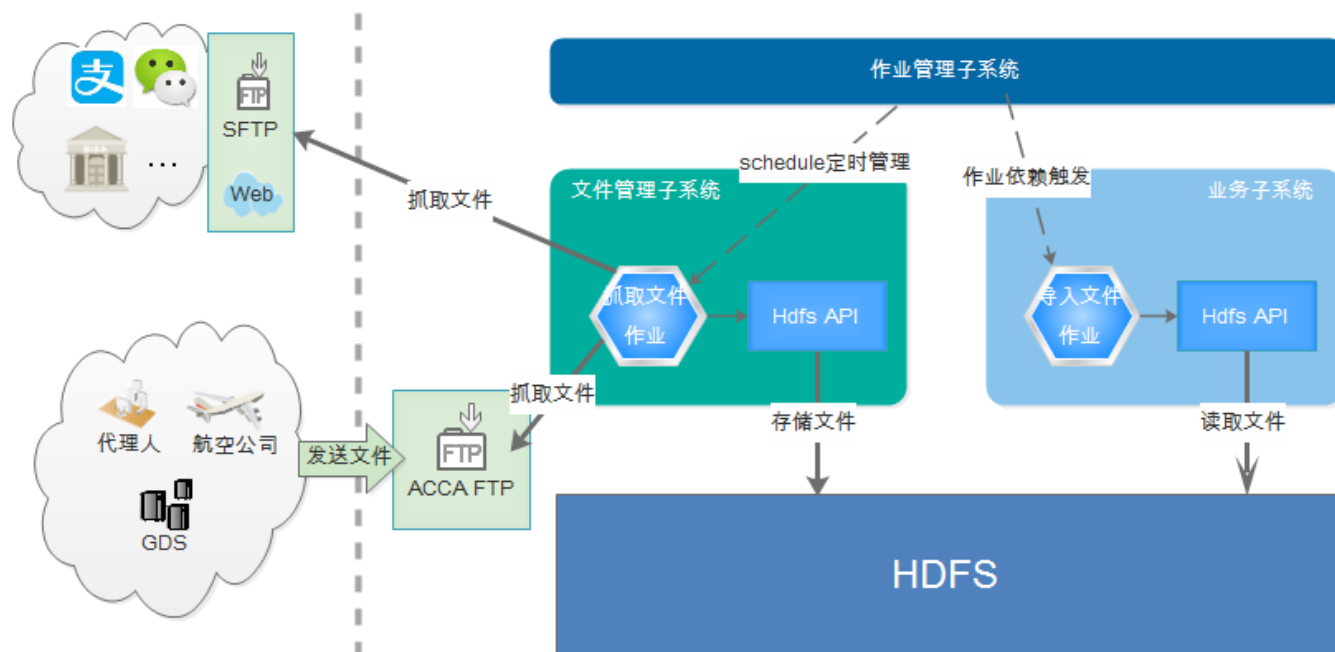 作业管理子系统
FTP
SFTP
Web
...
抓取文件
schedule定时管理
作业依赖触发
文件管理子系统
业务子系统
抓取文件
作业
Hdfs API
导入文件
作业
Hdfs API
抓取文件
存储文件
读取文件
代理人
航空公司
GDS
发送文件
FTP
ACCA FTP
HDFS